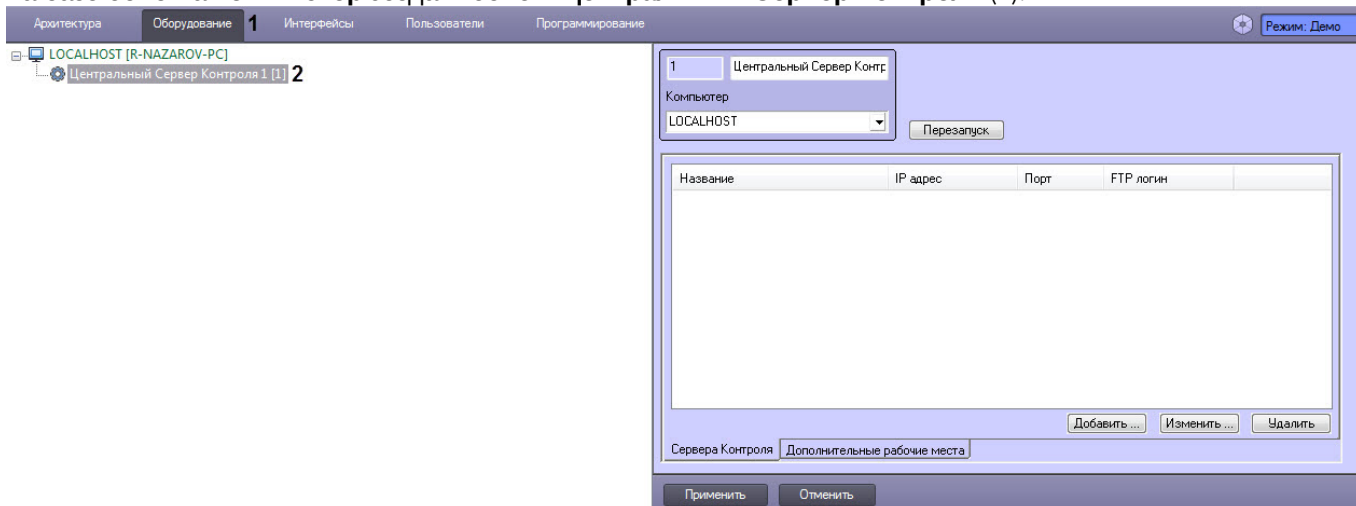 Архитектура Оборудование 1 Интерфейсы Пользователи Программирование Режим: Демо
LOCALHOST [R-NAZAROV-PC]
Центральный Сервер Контроля 1 [1] 2
1 Центральный Сервер Контр
Компьютер
LOCALHOST
Перезапуск
Название IP адрес Порт FTP логин
Добавить ... Изменить ... Удалить
Сервера Контроля Дополнительные рабочие места
Применить Отменить